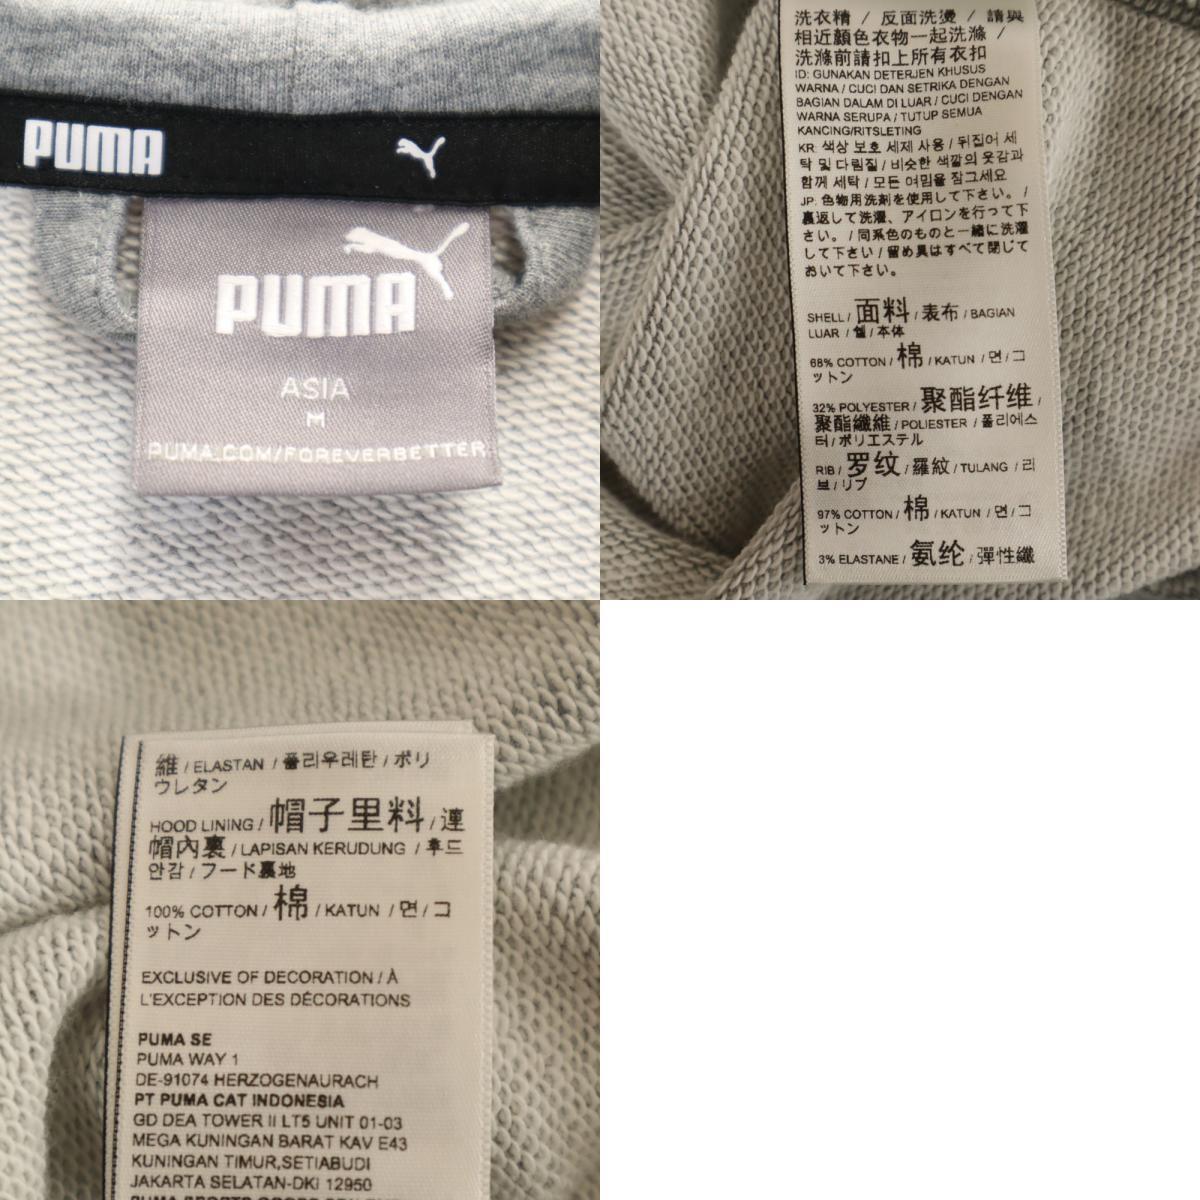 PUMA
PUMA
ASIA
M
PUMA.COM/FOREVERBETTER
洗衣精 / 反面洗燙 / 請與
相近顏色衣物一起洗滌 /
洗滌前請扣上所有衣扣
ID: GUNAKAN DETERJEN KHUSUS
WARNA / CUCI DAN SETRIKA DENGAN
BAGIAN DALAM DI LUAR / CUCI DENGAN
WARNA SERUPA / TUTUP SEMUA
KANCING/RITSLETING
KR: 색상 보호 세제 사용 / 뒤집어 세
탁 및 다림질 / 비슷한 색깔의 옷감과
함께 세탁 / 모든 여밈을 잠그세요
JP: 色物用洗剤を使用して下さい。 /
裏返して洗濯、アイロンを行って下
さい。 / 同系色のものと一緒に洗濯
して下さい / 留め具はすべて閉じて
おいて下さい。
SHELL / 面料 / 表布 / BAGIAN
LUAR / 쉘 / 本体
68% COTTON / 棉 / KATUN / 면 / コ
ットン
32% POLYESTER / 聚酯纤维 /
聚酯纖維 / POLIESTER / 폴리에스
터 / ポリエステル
RIB / 罗纹 / 羅紋 / TULANG / 리
브 / リブ
97% COTTON / 棉 / KATUN / 면 / コ
ットン
3% ELASTANE / 氨纶 / 彈性纖
維 / ELASTAN / 폴리우레탄 / ポリ
ウレタン
HOOD LINING / 帽子里料 / 連
帽內裏 / LAPISAN KERUDUNG / 후드
안감 / フード裏地
100% COTTON / 棉 / KATUN / 면 / コ
ットン
EXCLUSIVE OF DECORATION / À
L'EXCEPTION DES DÉCORATIONS
PUMA SE
PUMA WAY 1
DE-91074 HERZOGENAURACH
PT PUMA CAT INDONESIA
GD DEA TOWER II LT5 UNIT 01-03
MEGA KUNINGAN BARAT KAV E43
KUNINGAN TIMUR,SETIABUDI
JAKARTA SELATAN-DKI 12950